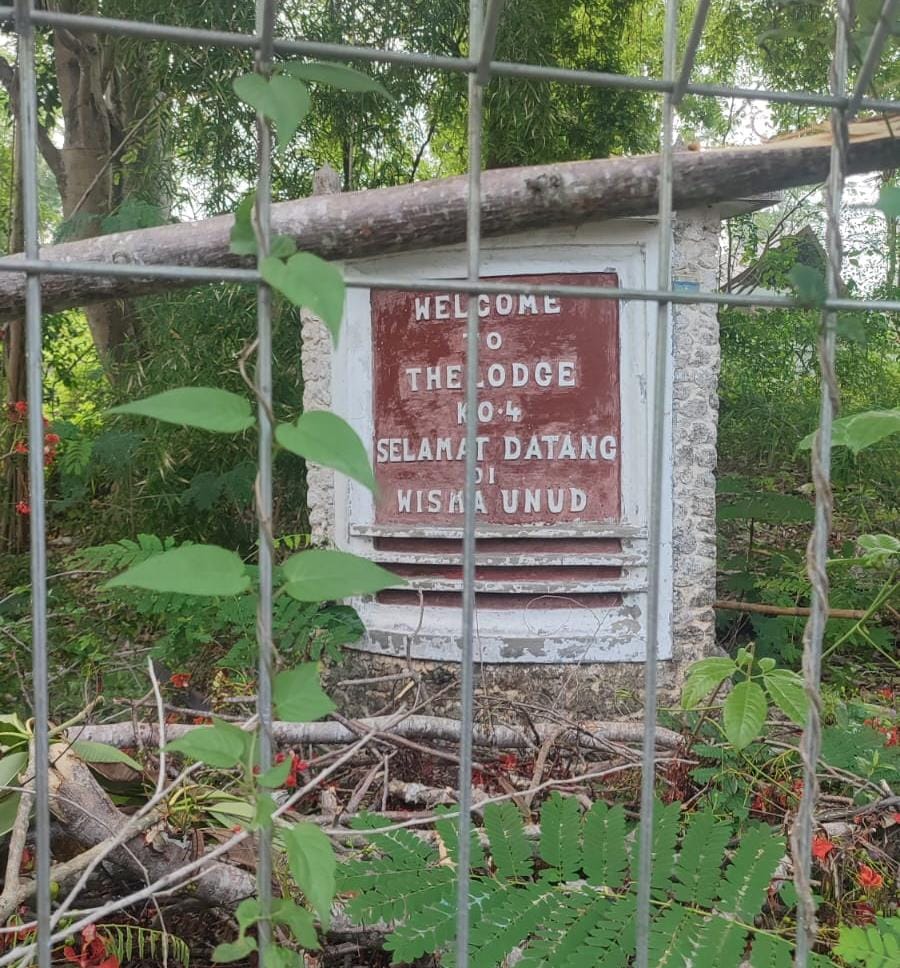 WELCOME
TO
THE LODGE
KO·4
SELAMAT DATANG
DI
WISMA UNUD